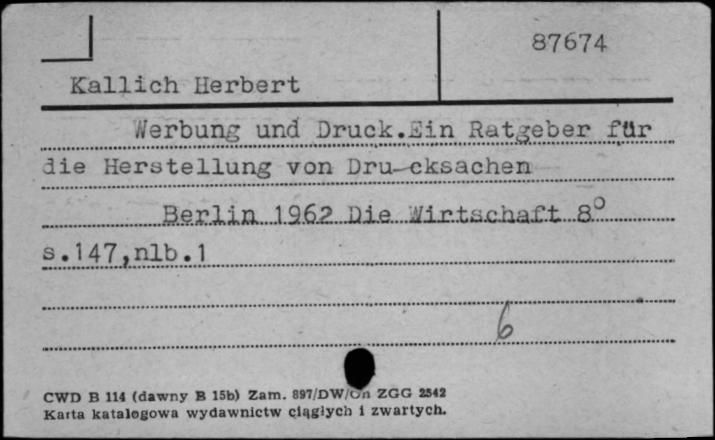 87674
Kallich Herbert
Werbung und Druck.Ein Ratgeber für
die Herstellung von Dru-cksachen
Berlin 1962 Die Wirtschaft 8°
s.147,nlb.1
6
CWD B 114 (dawny B 15b) Zam. 897/DW/Un ZGG 2542
Karta katalogowa wydawnictw ciągłych i zwartych.